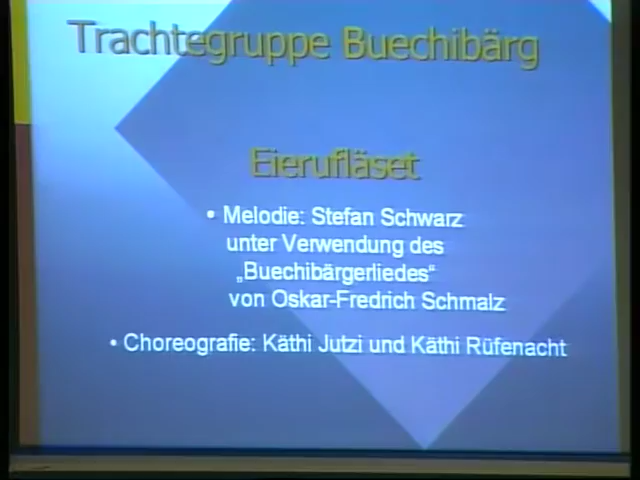 Trachtegruppe Buechibärg
Eierufläset
• Melodie: Stefan Schwarz
unter Verwendung des
„Buechibärgerliedes“
von Oskar-Fredrich Schmalz
• Choreografie: Käthi Jutzi und Käthi Rüfenacht